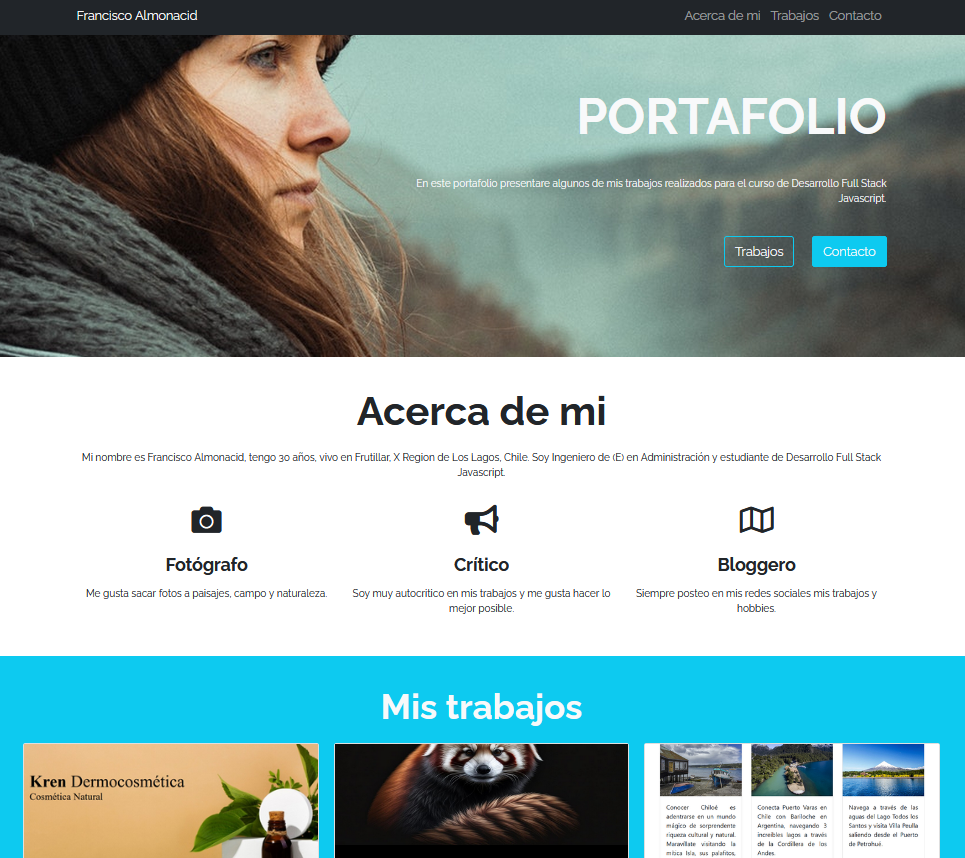 Francisco Almonacid
Acerca de mi Trabajos Contacto
PORTAFOLIO
En este portafolio presentare algunos de mis trabajos realizados para el curso de Desarrollo Full Stack
Javascript.
Trabajos Contacto
Acerca de mi
Mi nombre es Francisco Almonacid, tengo 30 años, vivo en Frutillar, X Region de Los Lagos, Chile. Soy Ingeniero de (E) en Administración y estudiante de Desarrollo Full Stack
Javascript.
Fotógrafo
Me gusta sacar fotos a paisajes, campo y naturaleza.
Crítico
Soy muy autocritico en mis trabajos y me gusta hacer lo
mejor posible.
Bloggero
Siempre posteo en mis redes sociales mis trabajos y
hobbies.
Mis trabajos
Kren Dermocosmética
Cosmética Natural
Conocer Chiloé es
adentrarse en un mundo
mágico de sorprendente
riqueza cultural y natural.
Maravíllate visitando la
mítica Isla, sus palafitos,
Conecta Puerto Varas en
Chile con Bariloche en
Argentina, navegando 3
increíbles lagos a través
de la Cordillera de los
Andes.
Navega a través de las
aguas del Lago Todos los
Santos y visita Villa Peulla
saliendo desde el Puerto
de Petrohué.